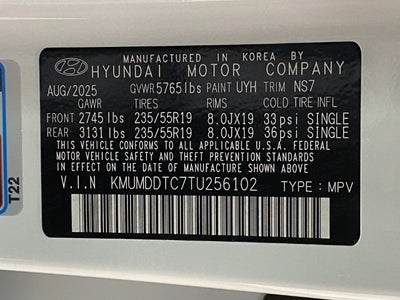 MANUFACTURED IN KOREA BY
HYUNDAI MOTOR COMPANY
AUG/2025 GVWR 5765lbs PAINT UYH TRIM NS7
GAWR TIRES RIMS COLD TIRE INFL
FRONT 2745lbs 235/55R19 8.0JX19 33psi SINGLE
REAR 3131lbs 235/55R19 8.0JX19 36psi SINGLE
THIS VEHICLE CONFORMS TO ALL APPLICABLE U.S.A. FEDERAL
MOTOR VEHICLE SAFETY, BUMPER, AND THEFT PREVENTION STANDARDS
IN EFFECT ON THE DATE OF MANUFACTURE SHOWN ABOVE.
V.I.N KMUMDDTC7TU256102 TYPE: MPV
T22